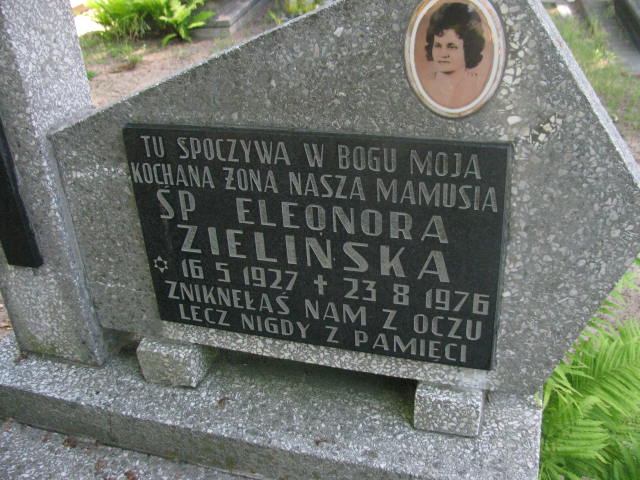 TU SPOCZYWA W BOGU MOJA
KOCHANA ŻONA NASZA MAMUSIA
ŚP ELEONORA
ZIELIŃSKA
✡ 16 5 1927 ✝ 23 8 1976
ZNIKNĘŁAŚ NAM Z OCZU
LECZ NIGDY Z PAMIĘCI